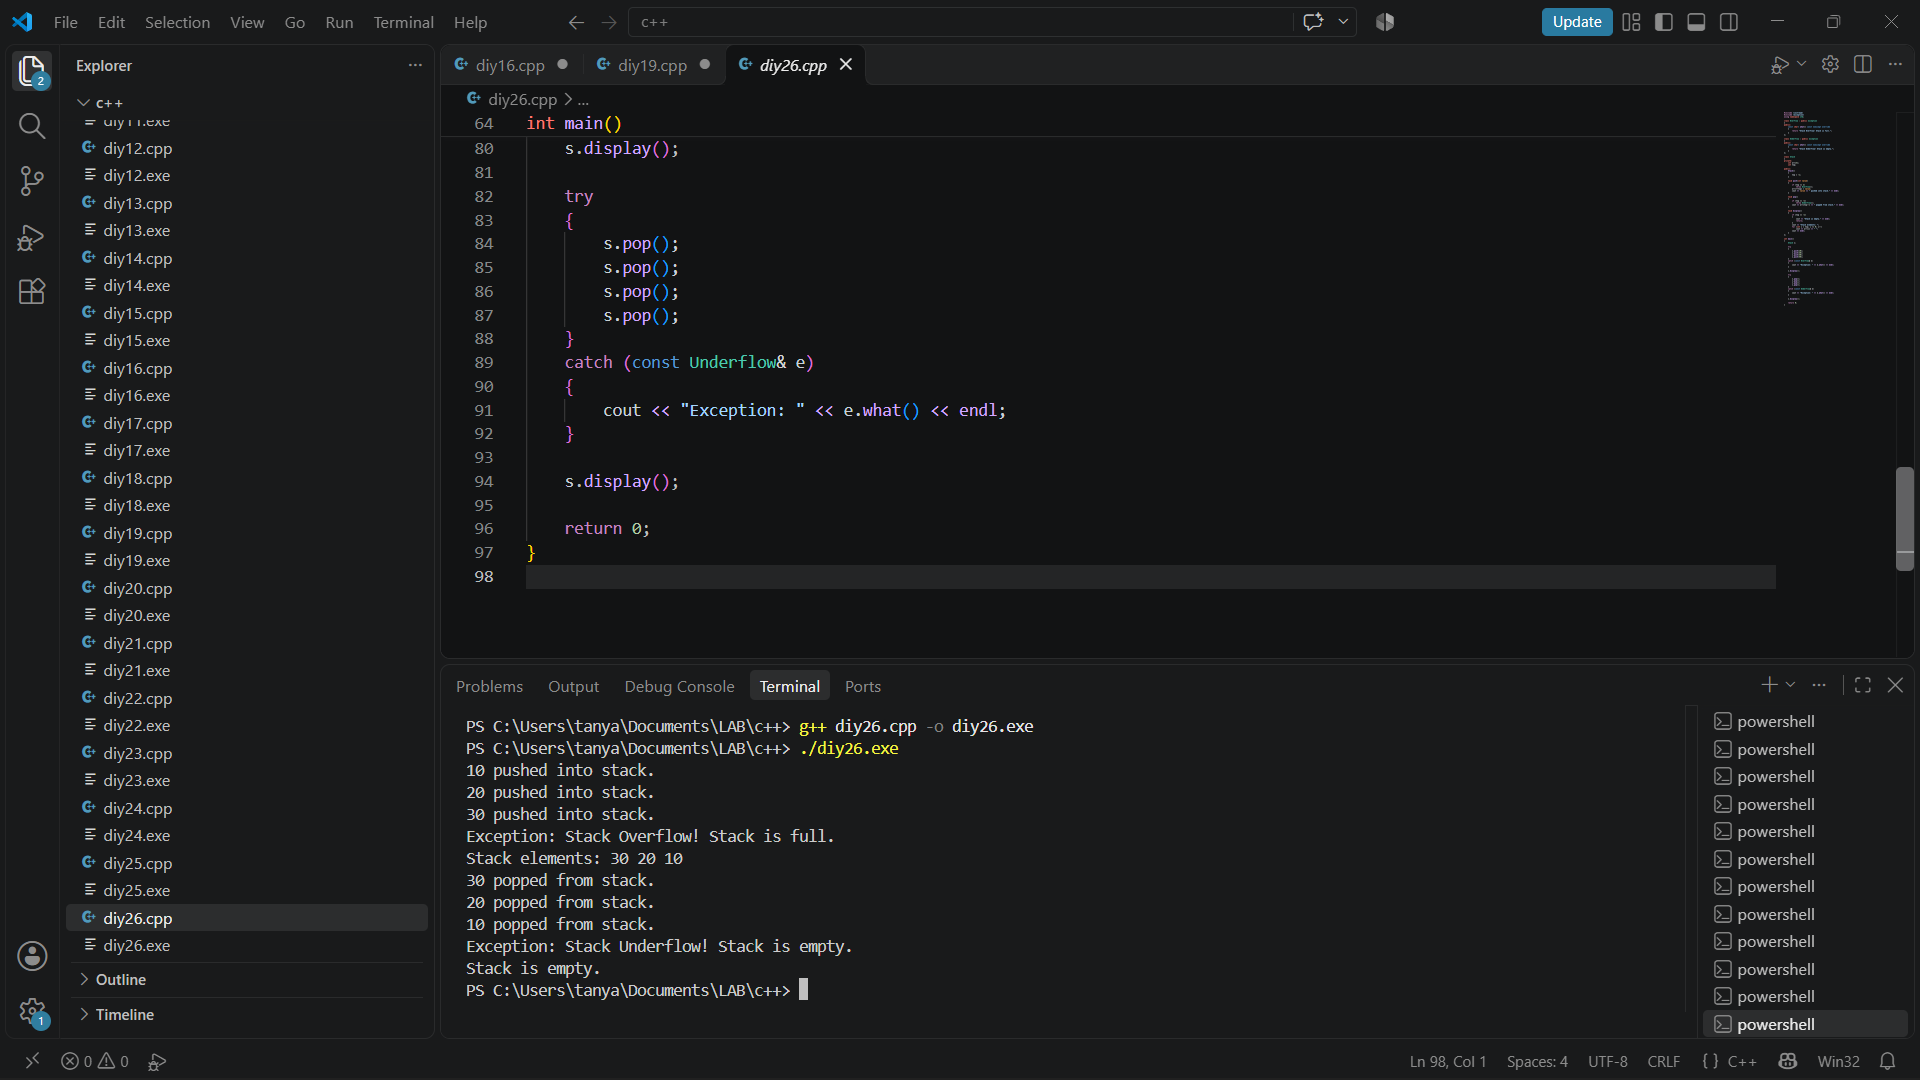 File Edit Selection View Go Run Terminal Help
c++
Update
Explorer
diy16.cpp
diy19.cpp
diy26.cpp
diy26.cpp > ...
2
c++
diy11.exe
diy12.cpp
diy12.exe
diy13.cpp
diy13.exe
diy14.cpp
diy14.exe
diy15.cpp
diy15.exe
diy16.cpp
diy16.exe
diy17.cpp
diy17.exe
diy18.cpp
diy18.exe
diy19.cpp
diy19.exe
diy20.cpp
diy20.exe
diy21.cpp
diy21.exe
diy22.cpp
diy22.exe
diy23.cpp
diy23.exe
diy24.cpp
diy24.exe
diy25.cpp
diy25.exe
diy26.cpp
diy26.exe
Outline
Timeline
1
64 int main()
80 s.display();
81
82 try
83 {
84 s.pop();
85 s.pop();
86 s.pop();
87 s.pop();
88 }
89 catch (const Underflow& e)
90 {
91 cout << "Exception: " << e.what() << endl;
92 }
93
94 s.display();
95
96 return 0;
97 }
98
Problems Output Debug Console Terminal Ports
PS C:\Users\tanya\Documents\LAB\c++> g++ diy26.cpp -o diy26.exe
PS C:\Users\tanya\Documents\LAB\c++> ./diy26.exe
10 pushed into stack.
20 pushed into stack.
30 pushed into stack.
Exception: Stack Overflow! Stack is full.
Stack elements: 30 20 10
30 popped from stack.
20 popped from stack.
10 popped from stack.
Exception: Stack Underflow! Stack is empty.
Stack is empty.
PS C:\Users\tanya\Documents\LAB\c++>
powershell
powershell
powershell
powershell
powershell
powershell
powershell
powershell
powershell
powershell
powershell
powershell
0 0
Ln 98, Col 1 Spaces: 4 UTF-8 CRLF {} C++ Win32